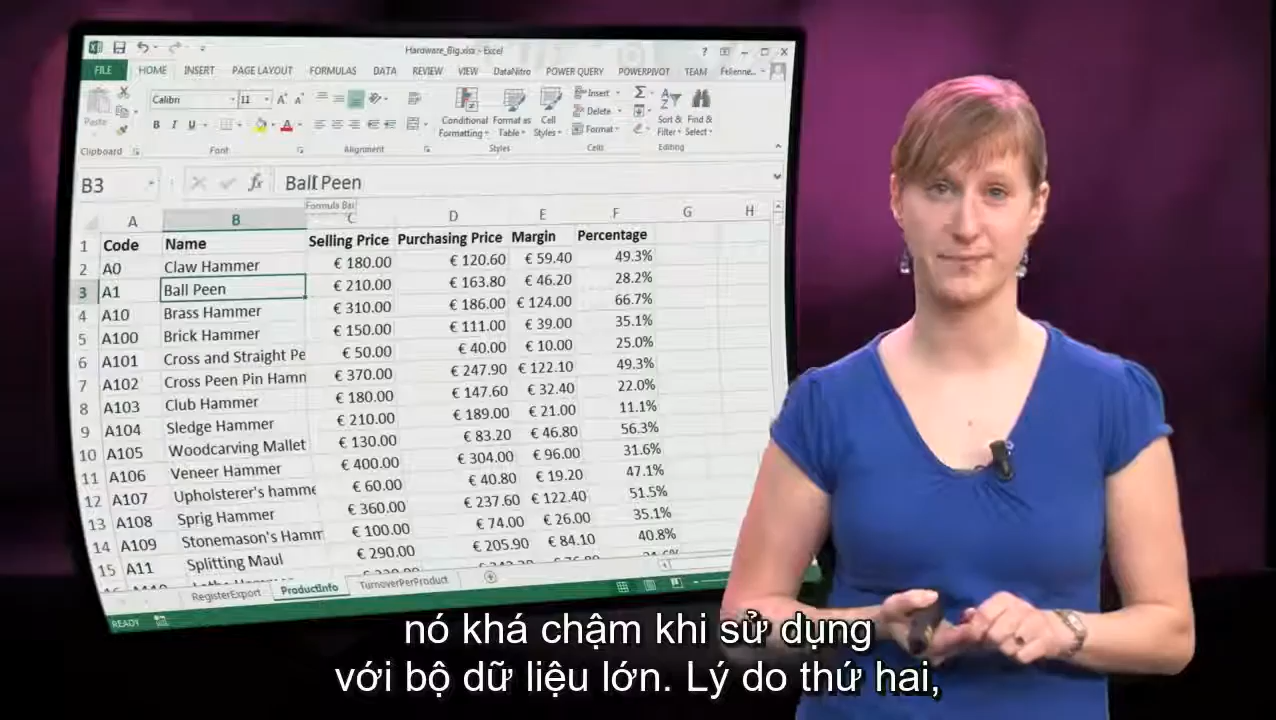 Hardware_Big.xlsx - Excel
FILE HOME INSERT PAGE LAYOUT FORMULAS DATA REVIEW VIEW DataNitro POWER QUERY POWERPIVOT TEAM Felienne...
Paste Calibri 11 Conditional Formatting Format as Table Cell Styles Insert Delete Format Sort & Filter Find & Select
Clipboard Font Alignment Styles Cells Editing
B3 fx Ball Peen
Formula Bar
A B C D E F G H
1 Code Name Selling Price Purchasing Price Margin Percentage
2 A0 Claw Hammer € 180.00 € 120.60 € 59.40 49.3%
3 A1 Ball Peen € 210.00 € 163.80 € 46.20 28.2%
4 A10 Brass Hammer € 310.00 € 186.00 € 124.00 66.7%
5 A100 Brick Hammer € 150.00 € 111.00 € 39.00 35.1%
6 A101 Cross and Straight Pe € 50.00 € 40.00 € 10.00 25.0%
7 A102 Cross Peen Pin Hamm € 370.00 € 247.90 € 122.10 49.3%
8 A103 Club Hammer € 180.00 € 147.60 € 32.40 22.0%
9 A104 Sledge Hammer € 210.00 € 189.00 € 21.00 11.1%
10 A105 Woodcarving Mallet € 130.00 € 83.20 € 46.80 56.3%
11 A106 Veneer Hammer € 400.00 € 304.00 € 96.00 31.6%
12 A107 Upholsterer's hamme € 60.00 € 40.80 € 19.20 47.1%
13 A108 Sprig Hammer € 360.00 € 237.60 € 122.40 51.5%
14 A109 Stonemason's Hamm € 100.00 € 74.00 € 26.00 35.1%
15 A11 Splitting Maul € 290.00 € 205.90 € 84.10 40.8%
RegisterExport ProductInfo TurnoverPerProduct
READY
nó khá chậm khi sử dụng
với bộ dữ liệu lớn. Lý do thứ hai,